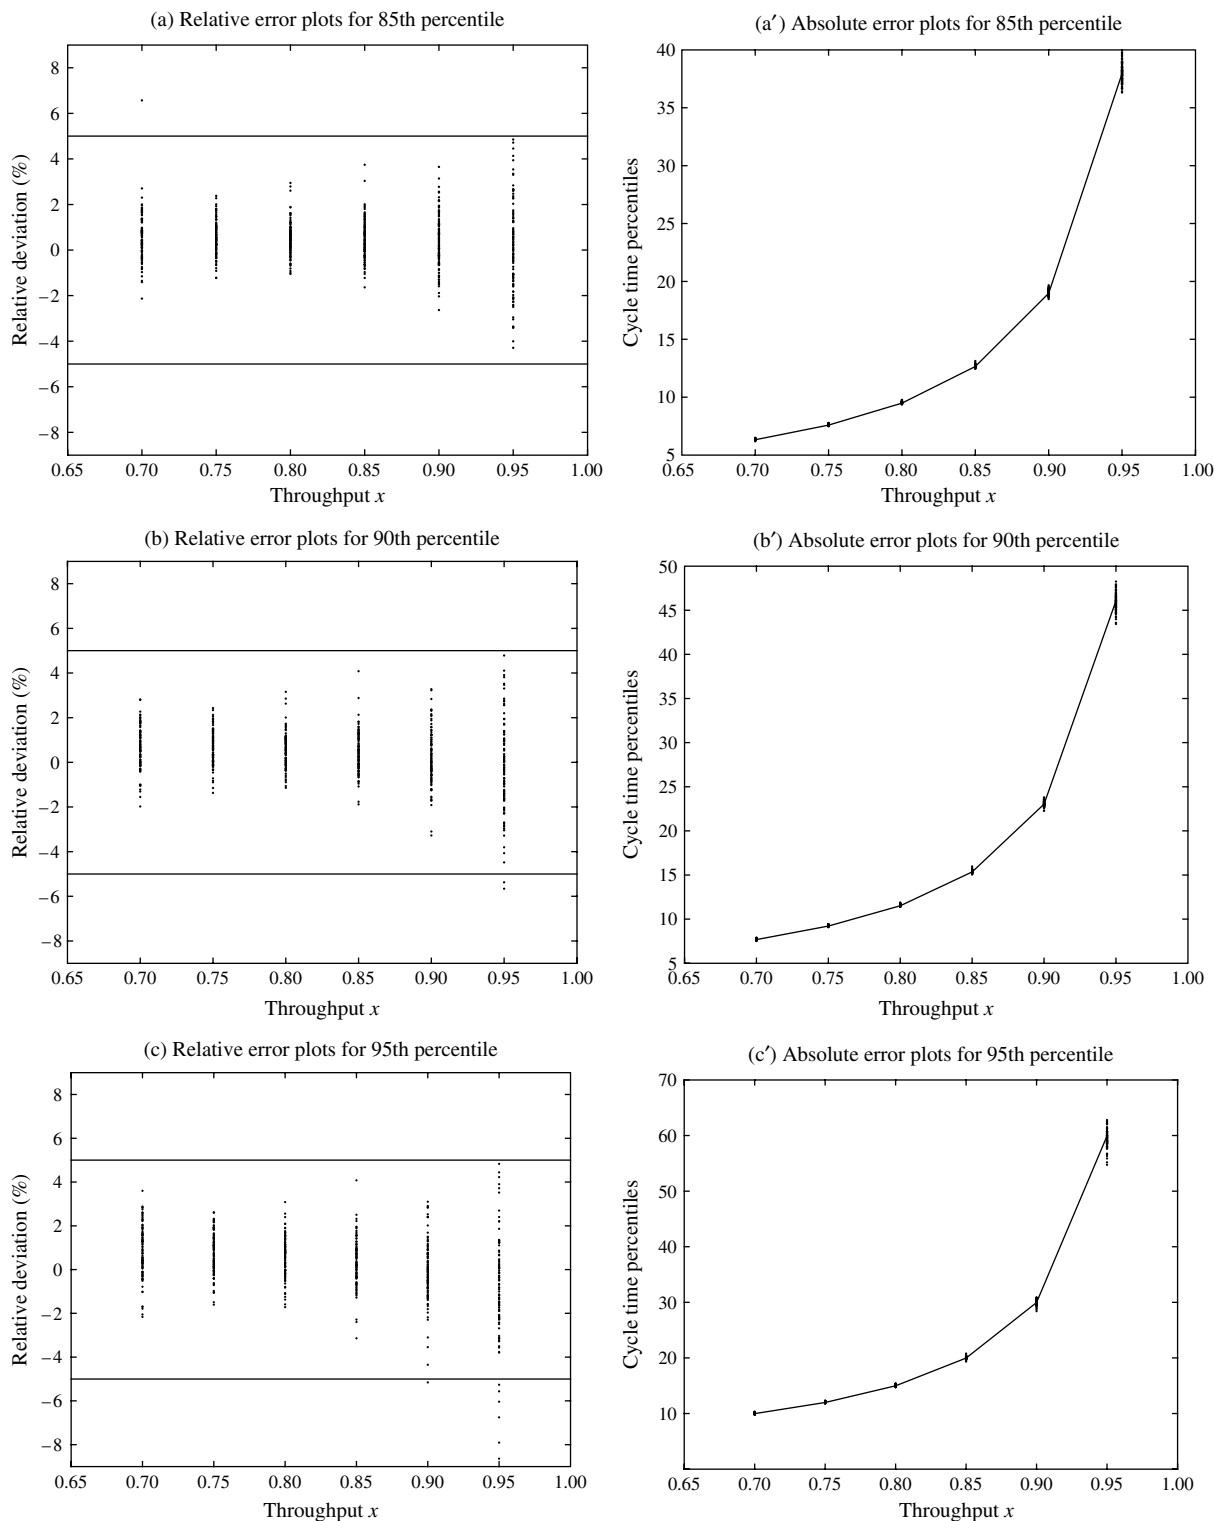 (a) Relative error plots for 85th percentile
8
6
4
2
0
−2
−4
−6
−8
Relative deviation (%)
0.65 0.70 0.75 0.80 0.85 0.90 0.95 1.00
Throughput x
(a′) Absolute error plots for 85th percentile
40
35
30
25
20
15
10
5
Cycle time percentiles
0.65 0.70 0.75 0.80 0.85 0.90 0.95 1.00
Throughput x
(b) Relative error plots for 90th percentile
8
6
4
2
0
−2
−4
−6
−8
Relative deviation (%)
0.65 0.70 0.75 0.80 0.85 0.90 0.95 1.00
Throughput x
(b′) Absolute error plots for 90th percentile
50
45
40
35
30
25
20
15
10
5
Cycle time percentiles
0.65 0.70 0.75 0.80 0.85 0.90 0.95 1.00
Throughput x
(c) Relative error plots for 95th percentile
8
6
4
2
0
−2
−4
−6
−8
Relative deviation (%)
0.65 0.70 0.75 0.80 0.85 0.90 0.95 1.00
Throughput x
(c′) Absolute error plots for 95th percentile
70
60
50
40
30
20
10
Cycle time percentiles
0.65 0.70 0.75 0.80 0.85 0.90 0.95 1.00
Throughput x